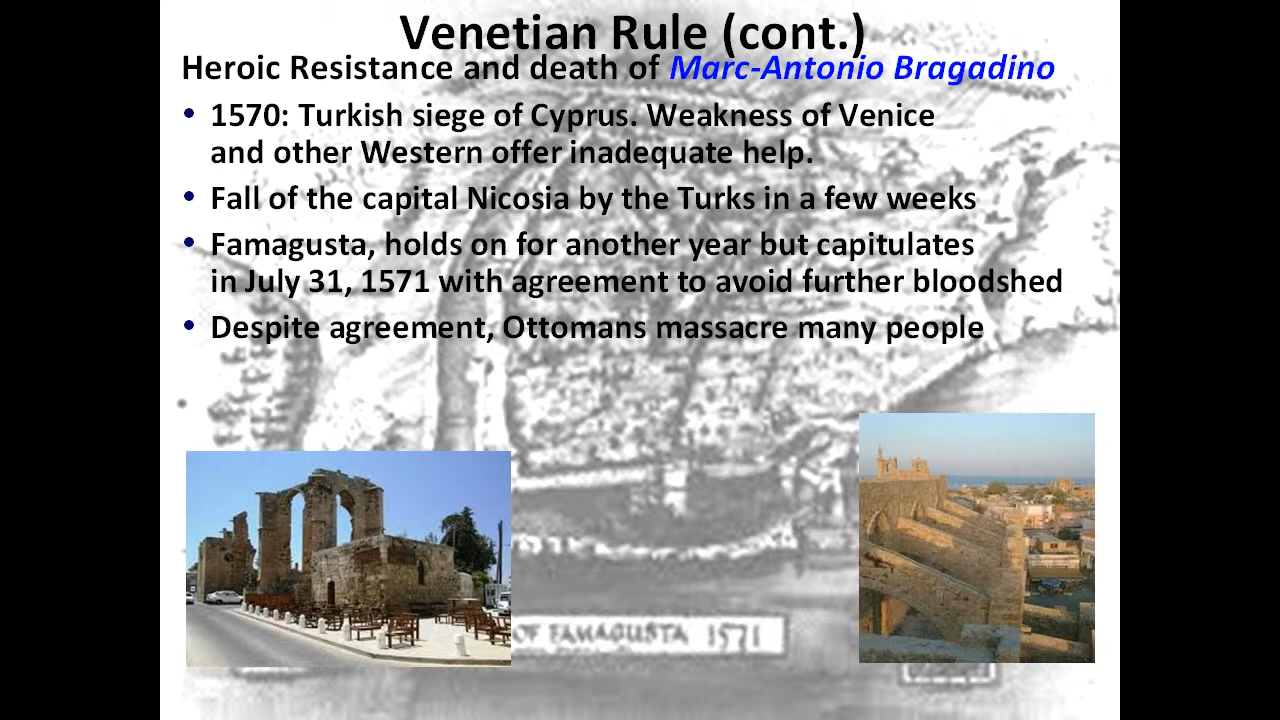 Venetian Rule (cont.)
Heroic Resistance and death of Marc-Antonio Bragadino
• 1570: Turkish siege of Cyprus. Weakness of Venice
and other Western offer inadequate help.
• Fall of the capital Nicosia by the Turks in a few weeks
• Famagusta, holds on for another year but capitulates
in July 31, 1571 with agreement to avoid further bloodshed
• Despite agreement, Ottomans massacre many people
OF FAMAGUSTA 1571